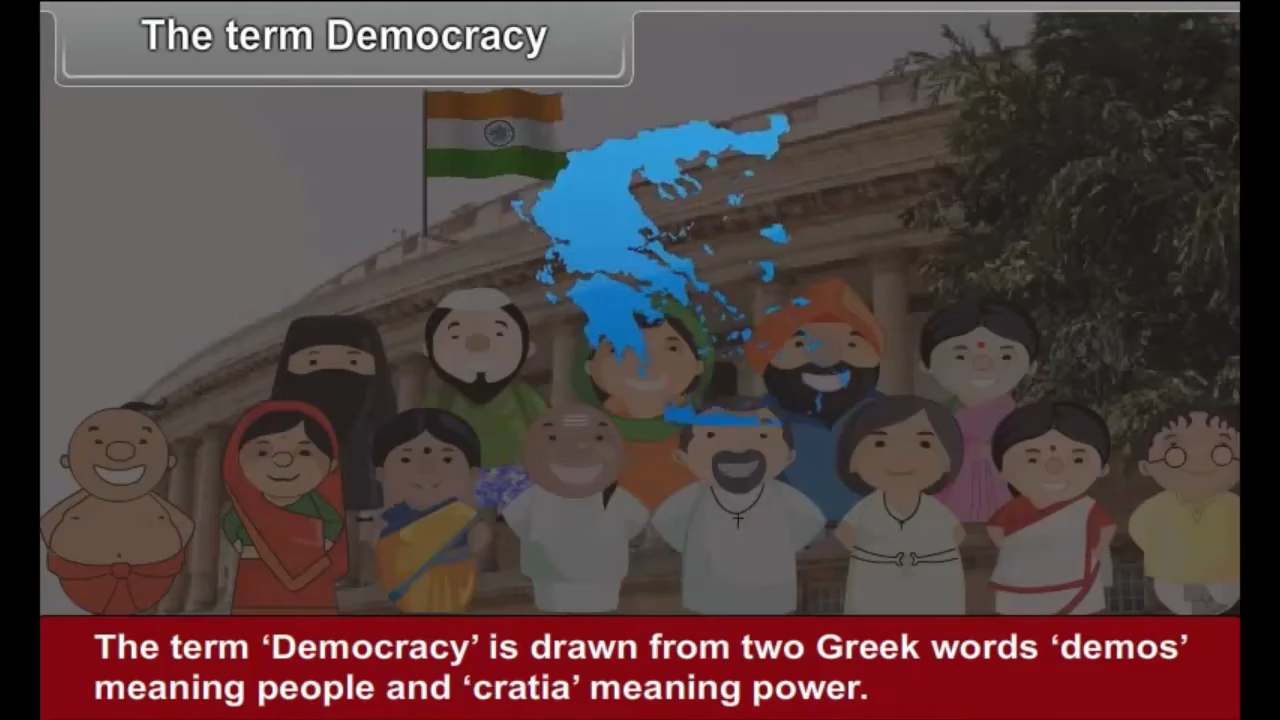 The term Democracy
The term ‘Democracy’ is drawn from two Greek words ‘demos’
meaning people and ‘cratia’ meaning power.